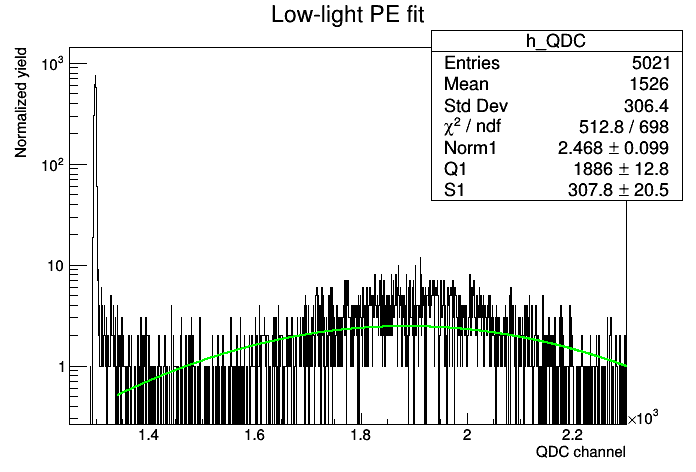 Low-light PE fit
h_QDC
Entries 5021
Mean 1526
Std Dev 306.4
χ² / ndf 512.8 / 698
Norm1 2.468 ± 0.099
Q1 1886 ± 12.8
S1 307.8 ± 20.5
Normalized yield
10³
10²
10
1
1.4 1.6 1.8 2 2.2 ×10³
QDC channel